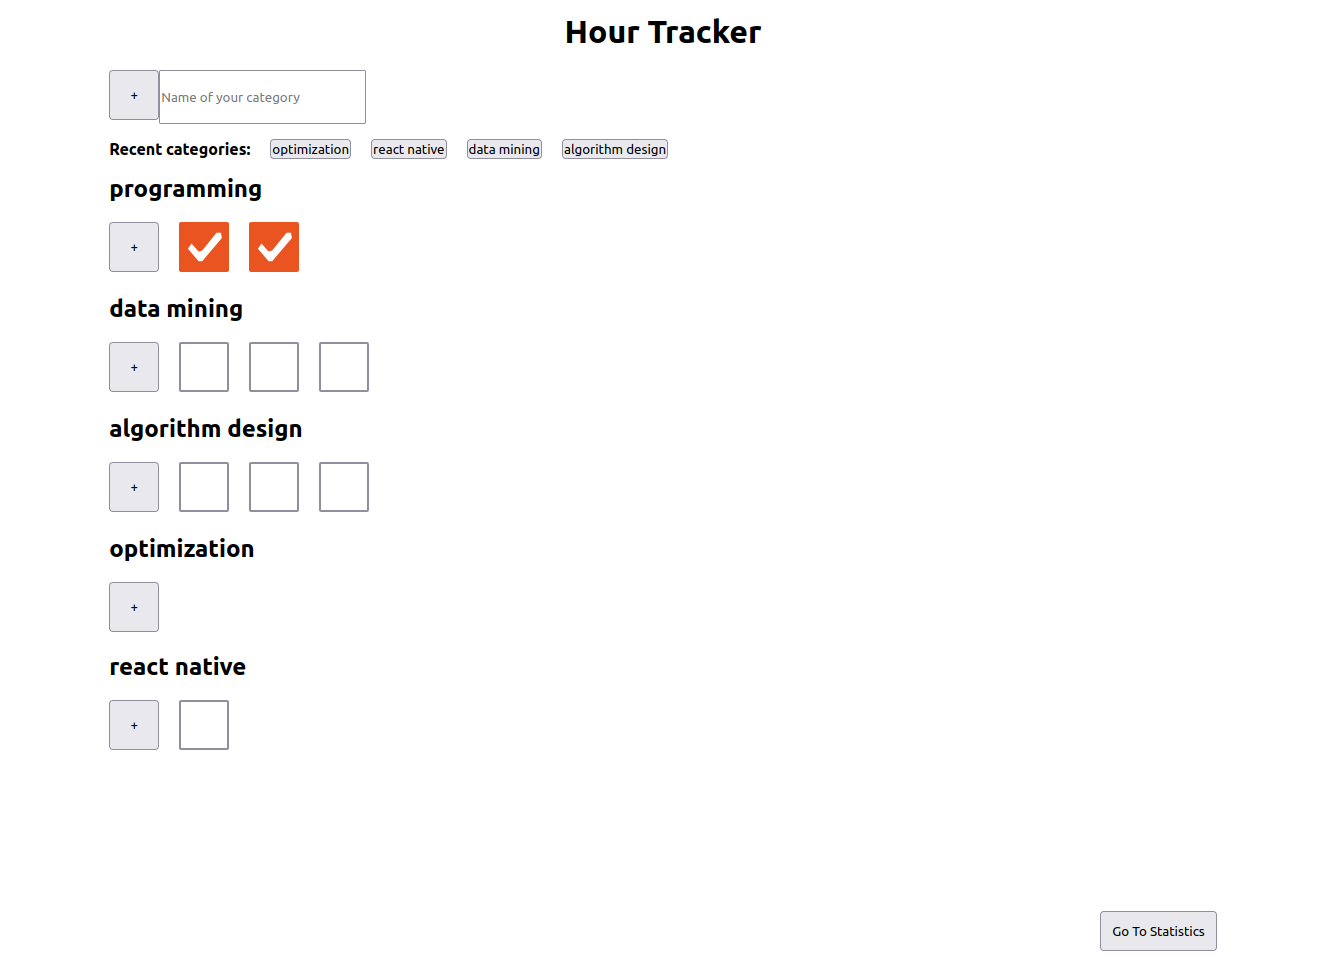 Hour Tracker
+ Name of your category
Recent categories: optimization react native data mining algorithm design
programming
+
data mining
+
algorithm design
+
optimization
+
react native
+
Go To Statistics